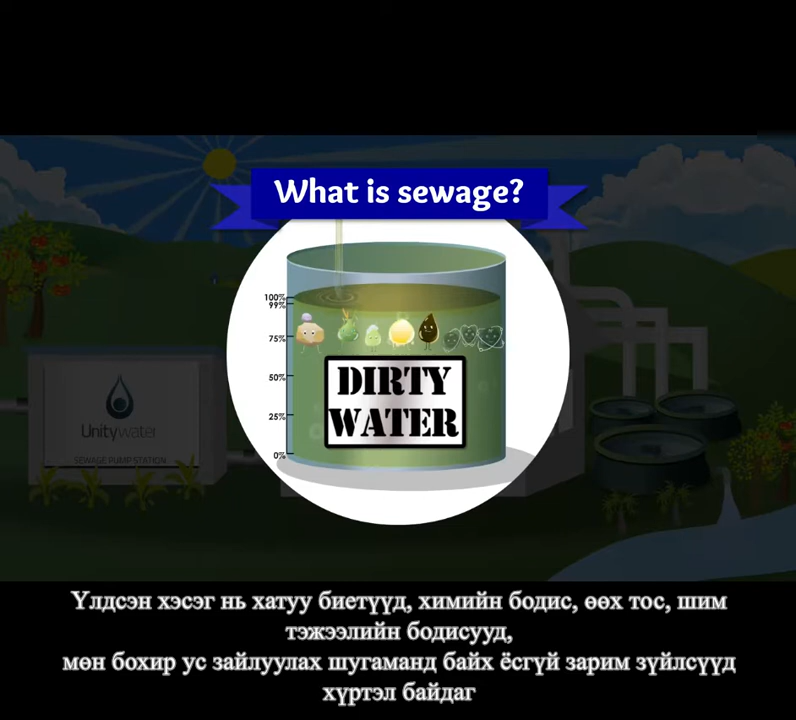 What is sewage?
100%
99%
75%
50%
25%
0%
DIRTY
WATER
Unitywater
SEWAGE PUMP STATION
Үлдсэн хэсэг нь хатуу биетүүд, химийн бодис, өөх тос, шим
тэжээлийн бодисууд,
мөн бохир ус зайлуулах шугаманд байх ёсгүй зарим зүйлсүүд
хүртэл байдаг